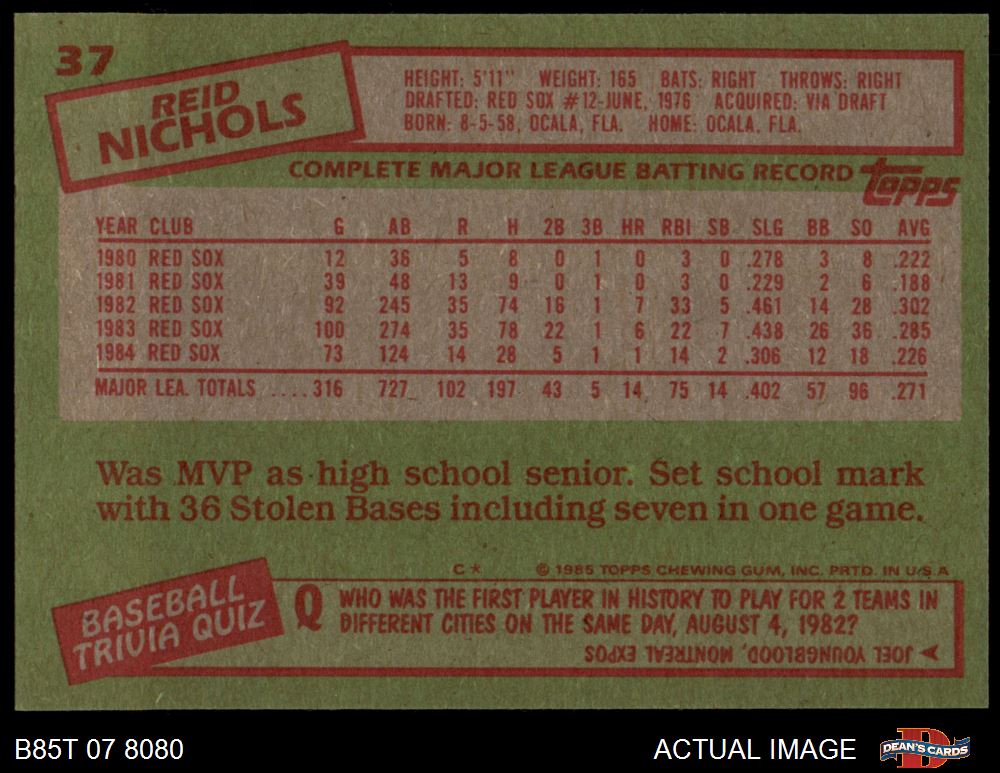 37
REID
NICHOLS
HEIGHT: 5'11" WEIGHT: 165 BATS: RIGHT THROWS: RIGHT
DRAFTED: RED SOX #12-JUNE, 1976 ACQUIRED: VIA DRAFT
BORN: 8-5-58, OCALA, FLA. HOME: OCALA, FLA.
COMPLETE MAJOR LEAGUE BATTING RECORD topps
YEAR CLUB G AB R H 2B 3B HR RBI SB SLG BB SO AVG
1980 RED SOX 12 36 5 8 0 1 0 3 0 .278 3 8 .222
1981 RED SOX 39 48 13 9 0 1 0 3 0 .229 2 6 .188
1982 RED SOX 92 245 35 74 16 1 7 33 5 .461 14 28 .302
1983 RED SOX 100 274 35 78 22 1 6 22 7 .438 26 36 .285
1984 RED SOX 73 124 14 28 5 1 1 14 2 .306 12 18 .226
MAJOR LEA. TOTALS ....316 727 102 197 43 5 14 75 14 .402 57 96 .271
Was MVP as high school senior. Set school mark
with 36 Stolen Bases including seven in one game.
C* © 1985 TOPPS CHEWING GUM, INC. PRTD. IN U.S.A.
BASEBALL
TRIVIA QUIZ
Q WHO WAS THE FIRST PLAYER IN HISTORY TO PLAY FOR 2 TEAMS IN
DIFFERENT CITIES ON THE SAME DAY, AUGUST 4, 1982?
JOEL YOUNGBLOOD, MONTREAL EXPOS
B85T 07 8080 ACTUAL IMAGE D DEAN'S CARDS